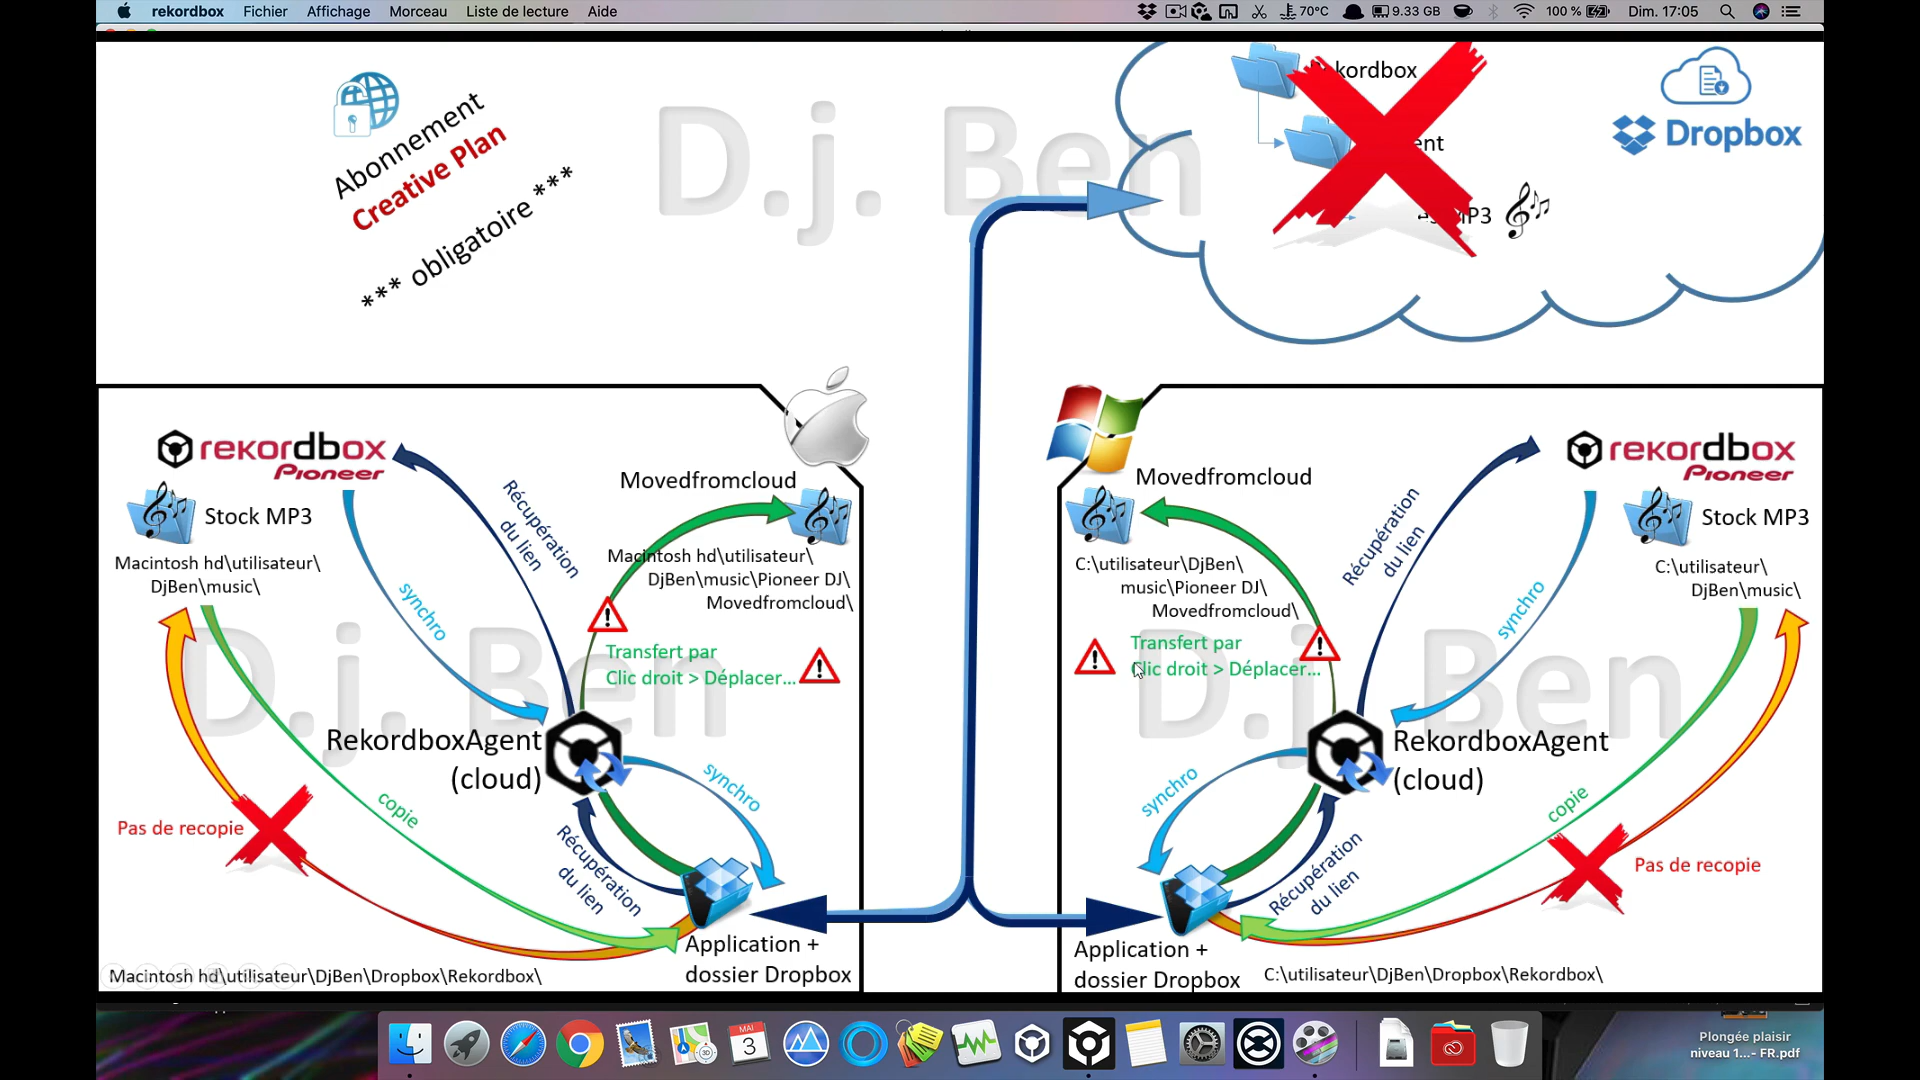 rekordbox Fichier Affichage Morceau Liste de lecture Aide
70°C 9.33 GB 100 % Dim. 17:05
Abonnement
Creative Plan
*** obligatoire ***
D.j. Ben
kordbox
ent
MP3
Dropbox
rekordbox
Pioneer
Stock MP3
Macintosh hd\utilisateur\
DjBen\music\
synchro
Récupération
du lien
Movedfromcloud
Macintosh hd\utilisateur\
DjBen\music\Pioneer DJ\
Movedfromcloud\
Transfert par
Clic droit > Déplacer...
D.j. Ben
RekordboxAgent
(cloud)
synchro
copie
Pas de recopie
Récupération
du lien
Application +
dossier Dropbox
Macintosh hd\utilisateur\DjBen\Dropbox\Rekordbox\
Movedfromcloud
C:\utilisateur\DjBen\
music\Pioneer DJ\
Movedfromcloud\
Transfert par
Clic droit > Déplacer...
Récupération
du lien
rekordbox
Pioneer
Stock MP3
C:\utilisateur\
DjBen\music\
synchro
D.j. Ben
RekordboxAgent
(cloud)
synchro
copie
Pas de recopie
Récupération
du lien
Application +
dossier Dropbox
C:\utilisateur\DjBen\Dropbox\Rekordbox\
MAI
3
3D
Plongée plaisir
niveau 1...- FR.pdf